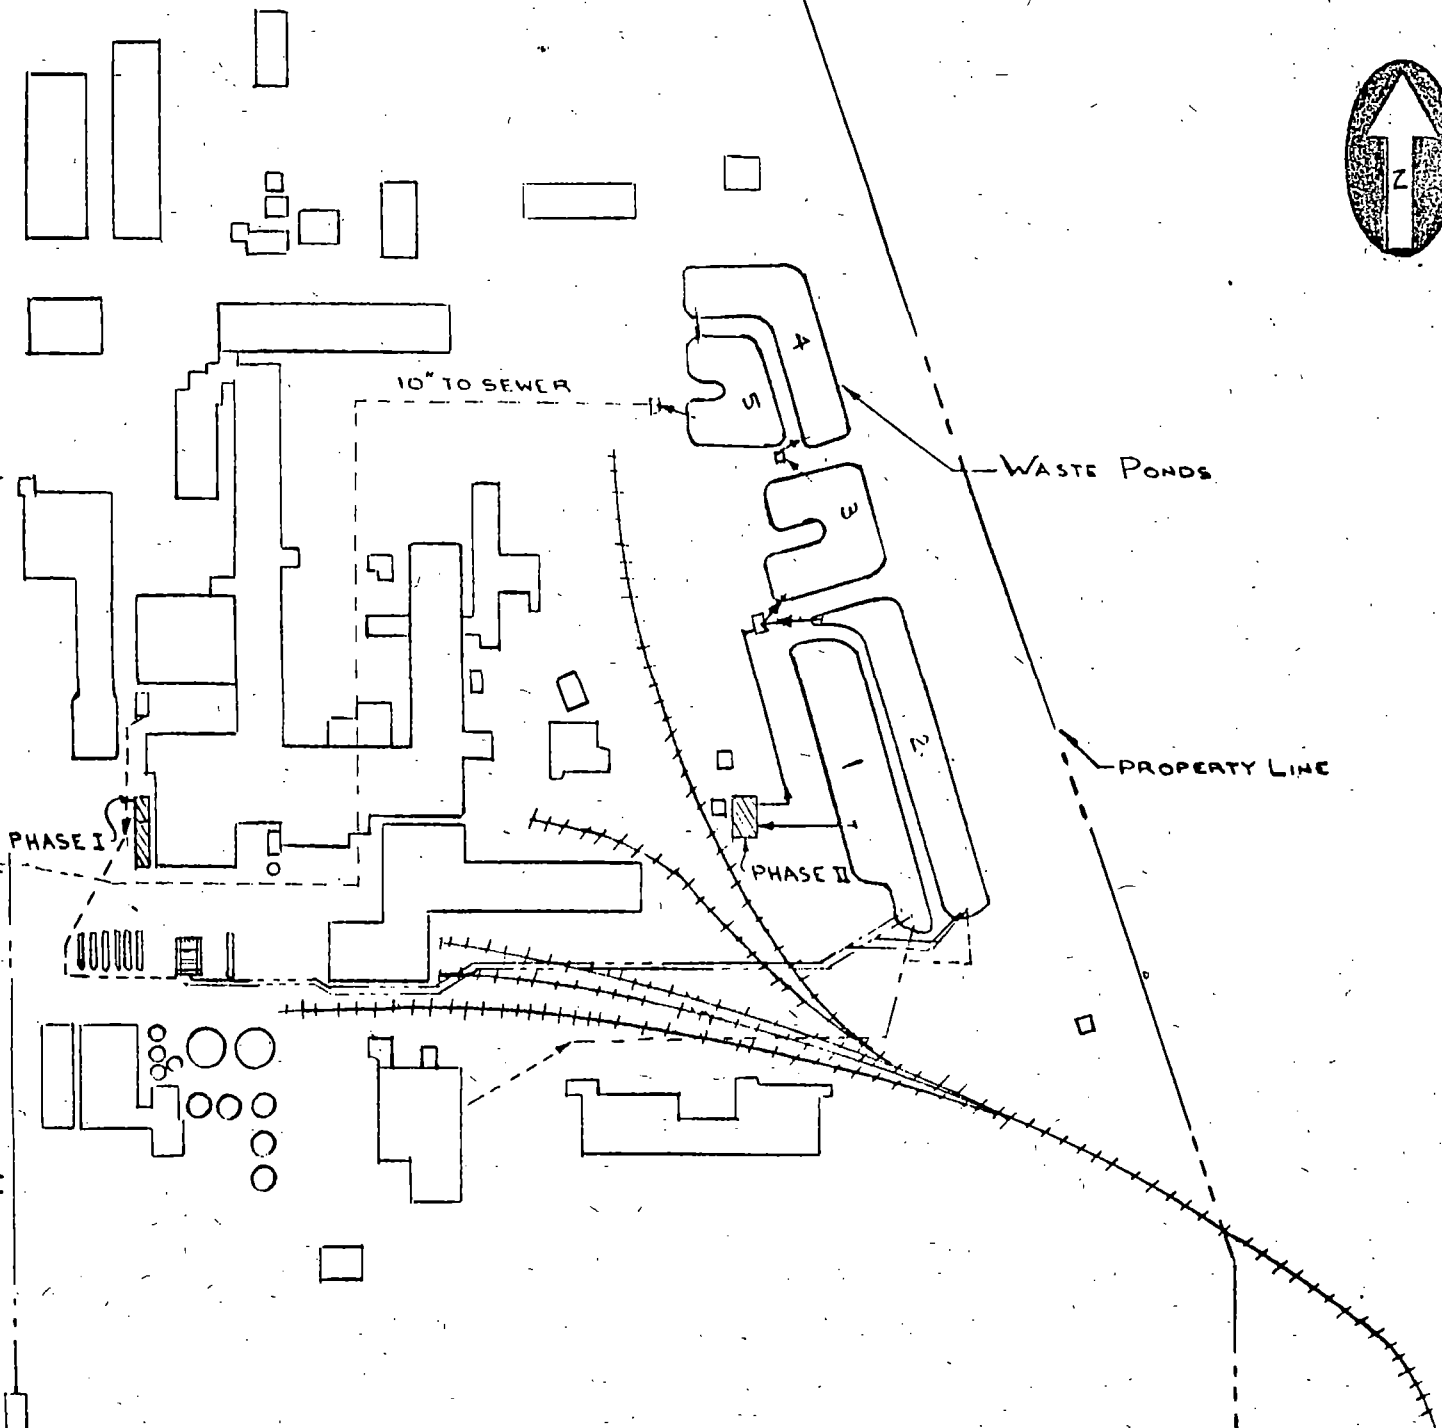 N
4
10" TO SEWER
5
WASTE PONDS
3
2
1
PROPERTY LINE
PHASE I
PHASE II